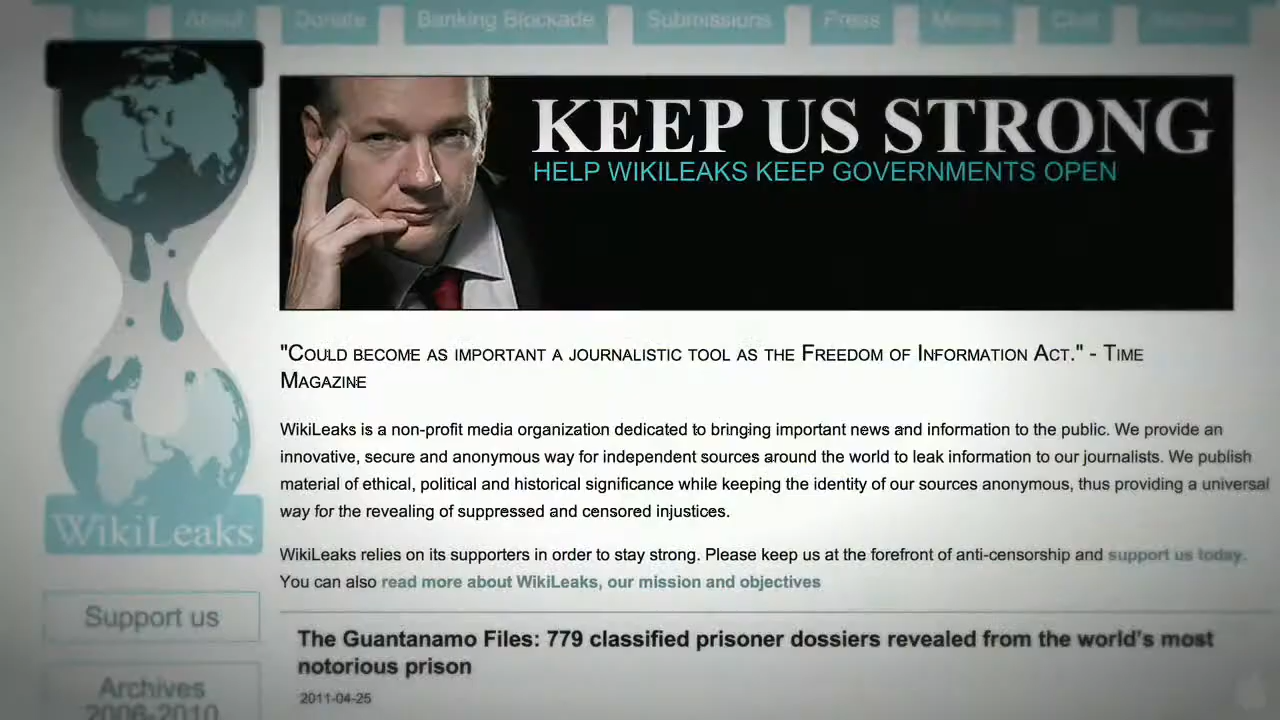 About
Donate
Banking Blockade
Submissions
Press
KEEP US STRONG
HELP WIKILEAKS KEEP GOVERNMENTS OPEN
"COULD BECOME AS IMPORTANT A JOURNALISTIC TOOL AS THE FREEDOM OF INFORMATION ACT." - TIME
MAGAZINE
WikiLeaks is a non-profit media organization dedicated to bringing important news and information to the public. We provide an
innovative, secure and anonymous way for independent sources around the world to leak information to our journalists. We publish
material of ethical, political and historical significance while keeping the identity of our sources anonymous, thus providing a universal
way for the revealing of suppressed and censored injustices.
WikiLeaks relies on its supporters in order to stay strong. Please keep us at the forefront of anti-censorship and support us today.
You can also read more about WikiLeaks, our mission and objectives
WikiLeaks
Support us
Archives
2006-2010
The Guantanamo Files: 779 classified prisoner dossiers revealed from the world's most
notorious prison
2011-04-25